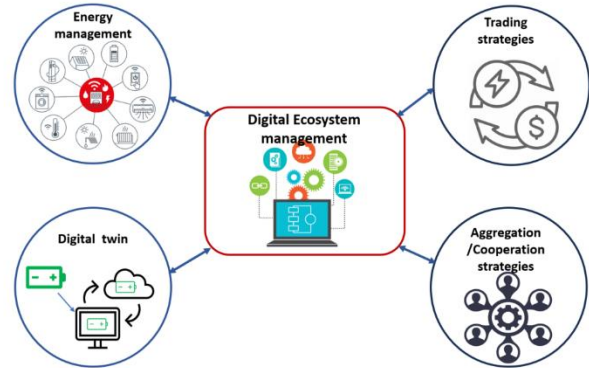 Energy
management
Trading
strategies
Digital Ecosystem
management
Digital twin
Aggregation
/Cooperation
strategies
$
- +
- +
- +